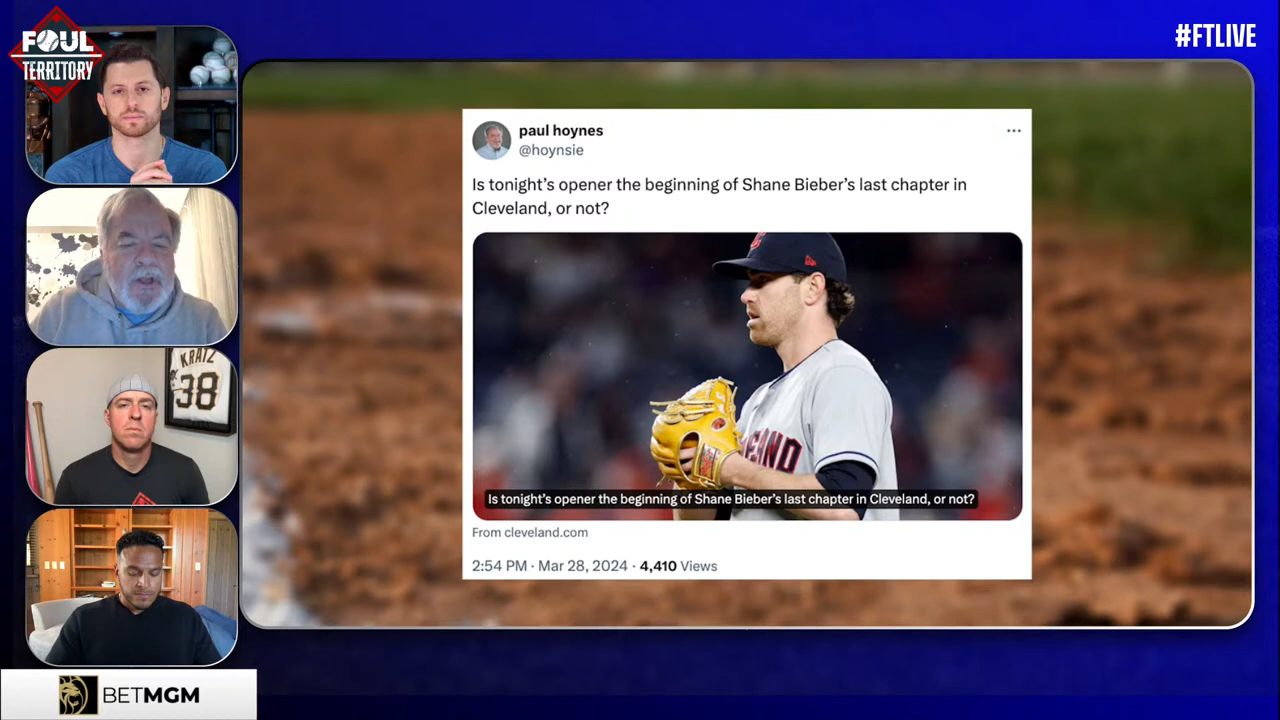 FOUL
TERRITORY
#FTLIVE
paul hoynes
@hoynsie
Is tonight's opener the beginning of Shane Bieber's last chapter in
Cleveland, or not?
Is tonight's opener the beginning of Shane Bieber's last chapter in Cleveland, or not?
From cleveland.com
2:54 PM · Mar 28, 2024 · 4,410 Views
KRATZ
38
BETMGM